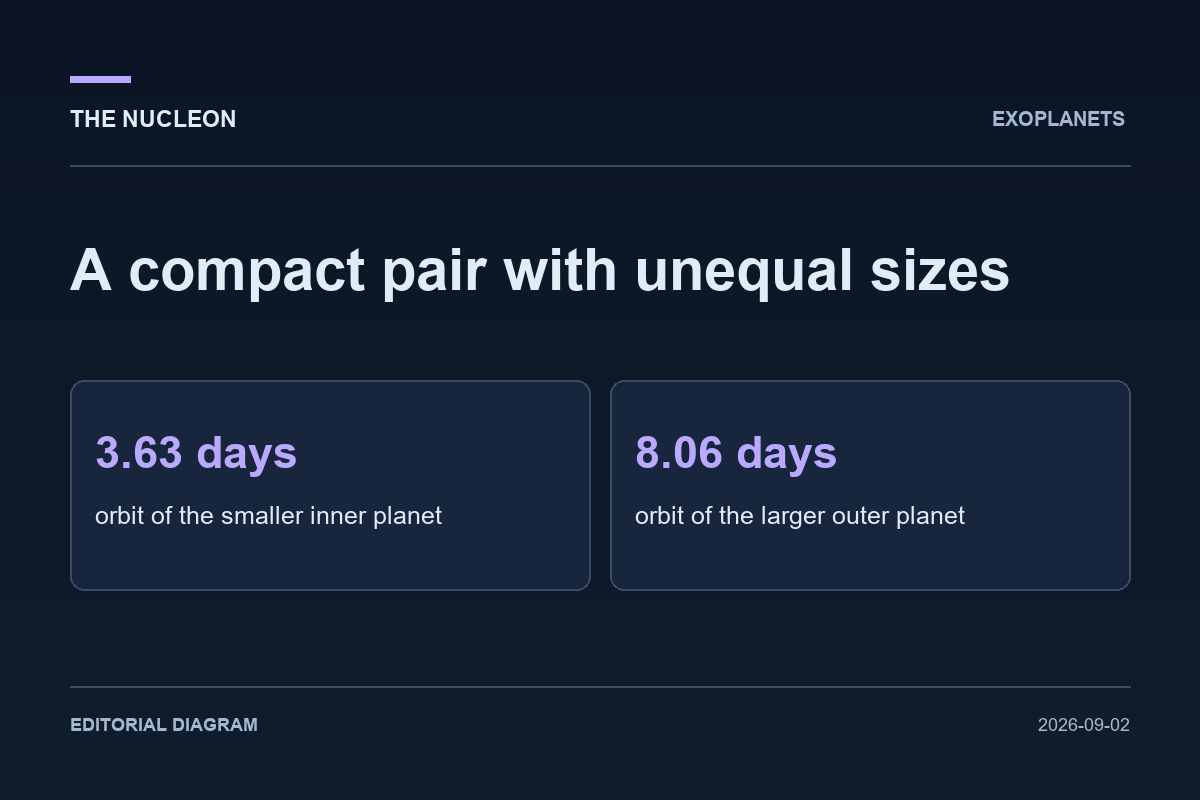 THE NUCLEON
EXOPLANETS
A compact pair with unequal sizes
3.63 days
orbit of the smaller inner planet
8.06 days
orbit of the larger outer planet
EDITORIAL DIAGRAM
2026-09-02